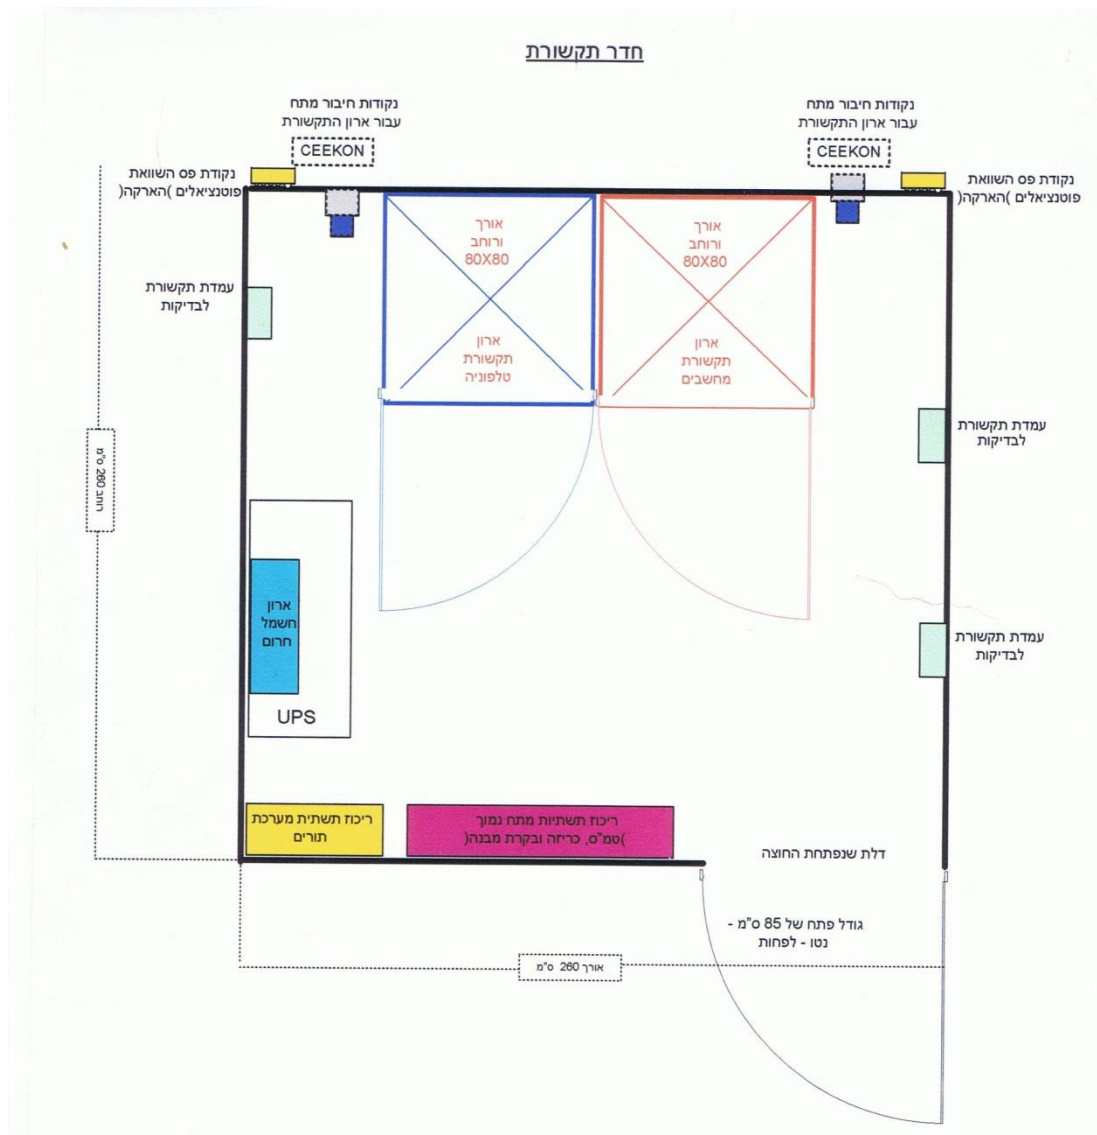 חדר תקשורת
נקודות חיבור מתח
עבור ארון התקשורת
CEEKON
נקודות חיבור מתח
עבור ארון התקשורת
CEEKON
נקודת פס השוואת
פוטנציאלים )הארקה(
נקודת פס השוואת
פוטנציאלים )הארקה(
אורך
ורוחב
80X80
ארון
תקשורת
מחשבים
אורך
ורוחב
80X80
ארון
תקשורת
טלפוניה
עמדת תקשורת
לבדיקות
עמדת תקשורת
לבדיקות
עמדת תקשורת
לבדיקות
רוחב 260 ס"מ
ארון
חשמל
חרום
UPS
ריכוז תשתיות מתח נמוך
)טמ"ס, כריזה ובקרת מבנה(
ריכוז תשתית מערכת
תורים
דלת שנפתחת החוצה
גודל פתח של 85 ס"מ -
נטו - לפחות
אורך 260 ס"מ